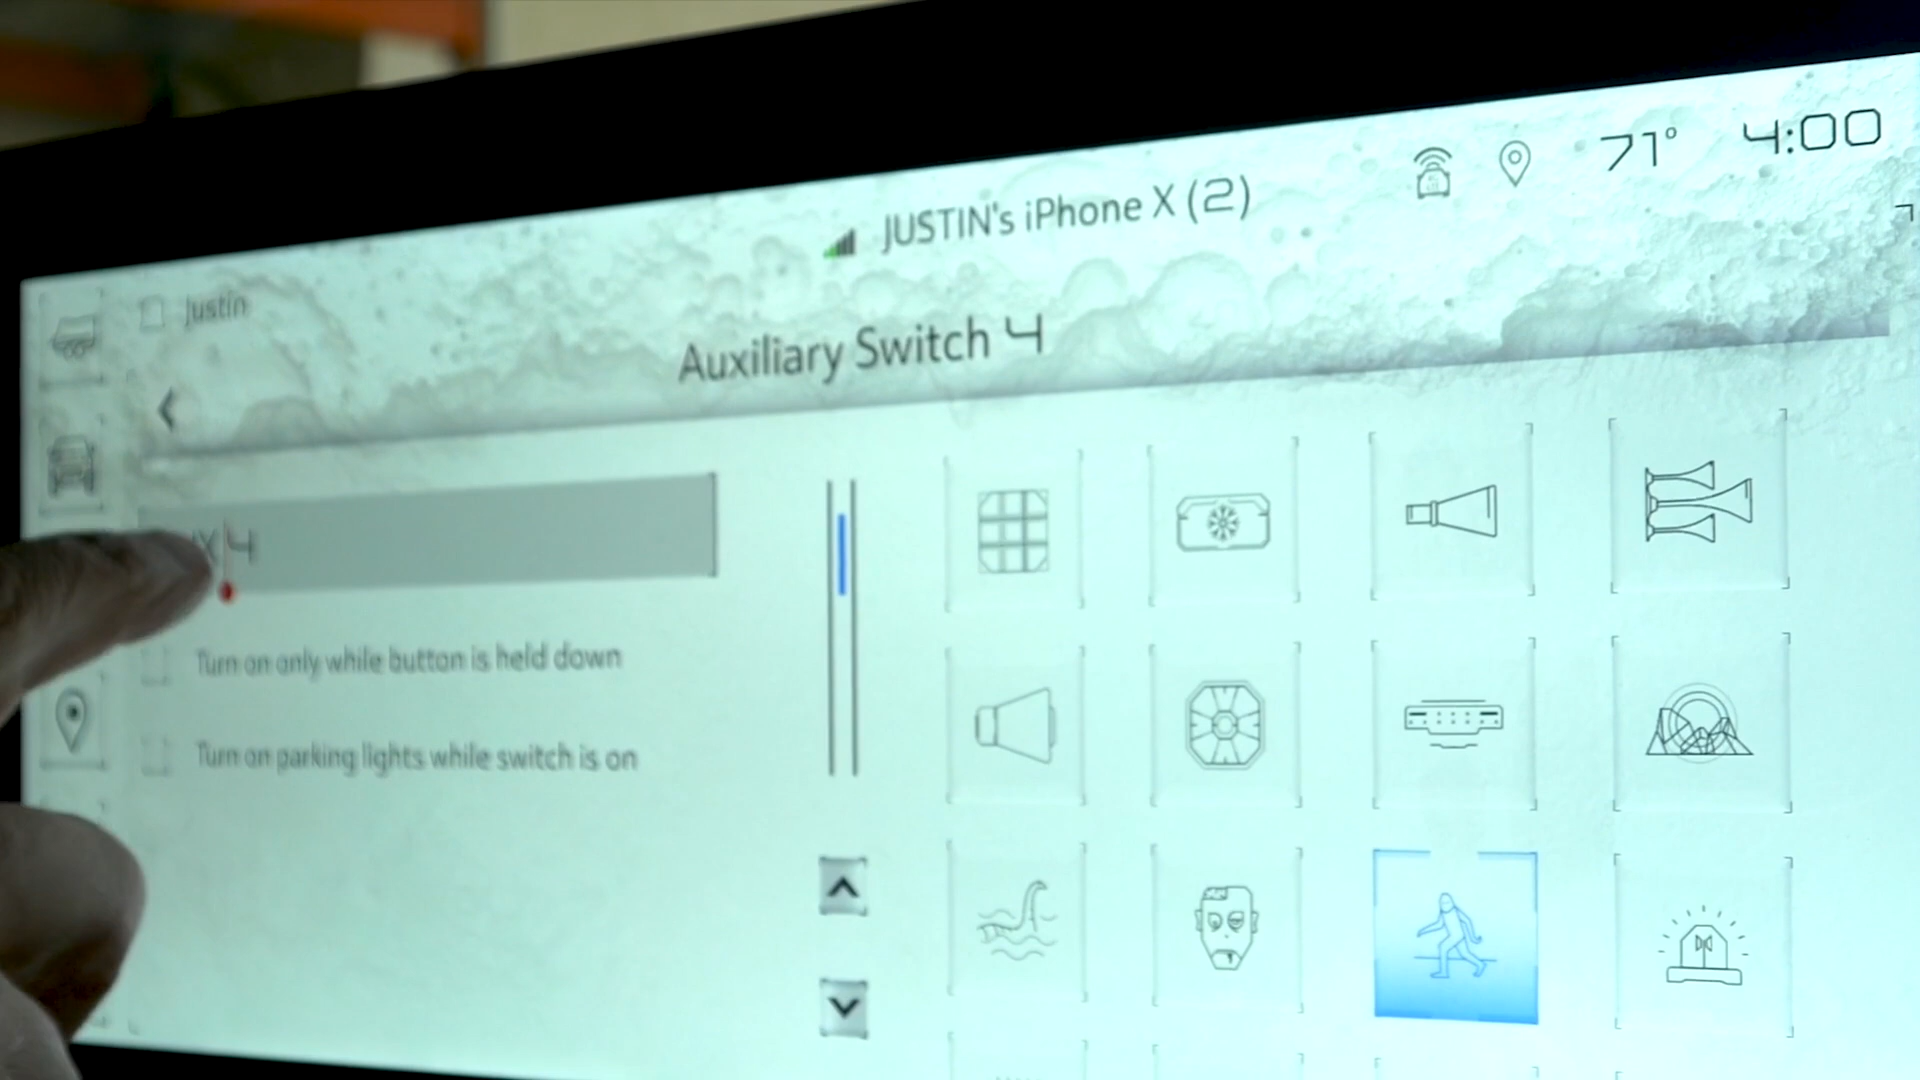 71° 4:00
JUSTIN's iPhone X (2)
Justin
Auxiliary Switch 4
X 4
Turn on only while button is held down
Turn on parking lights while switch is on